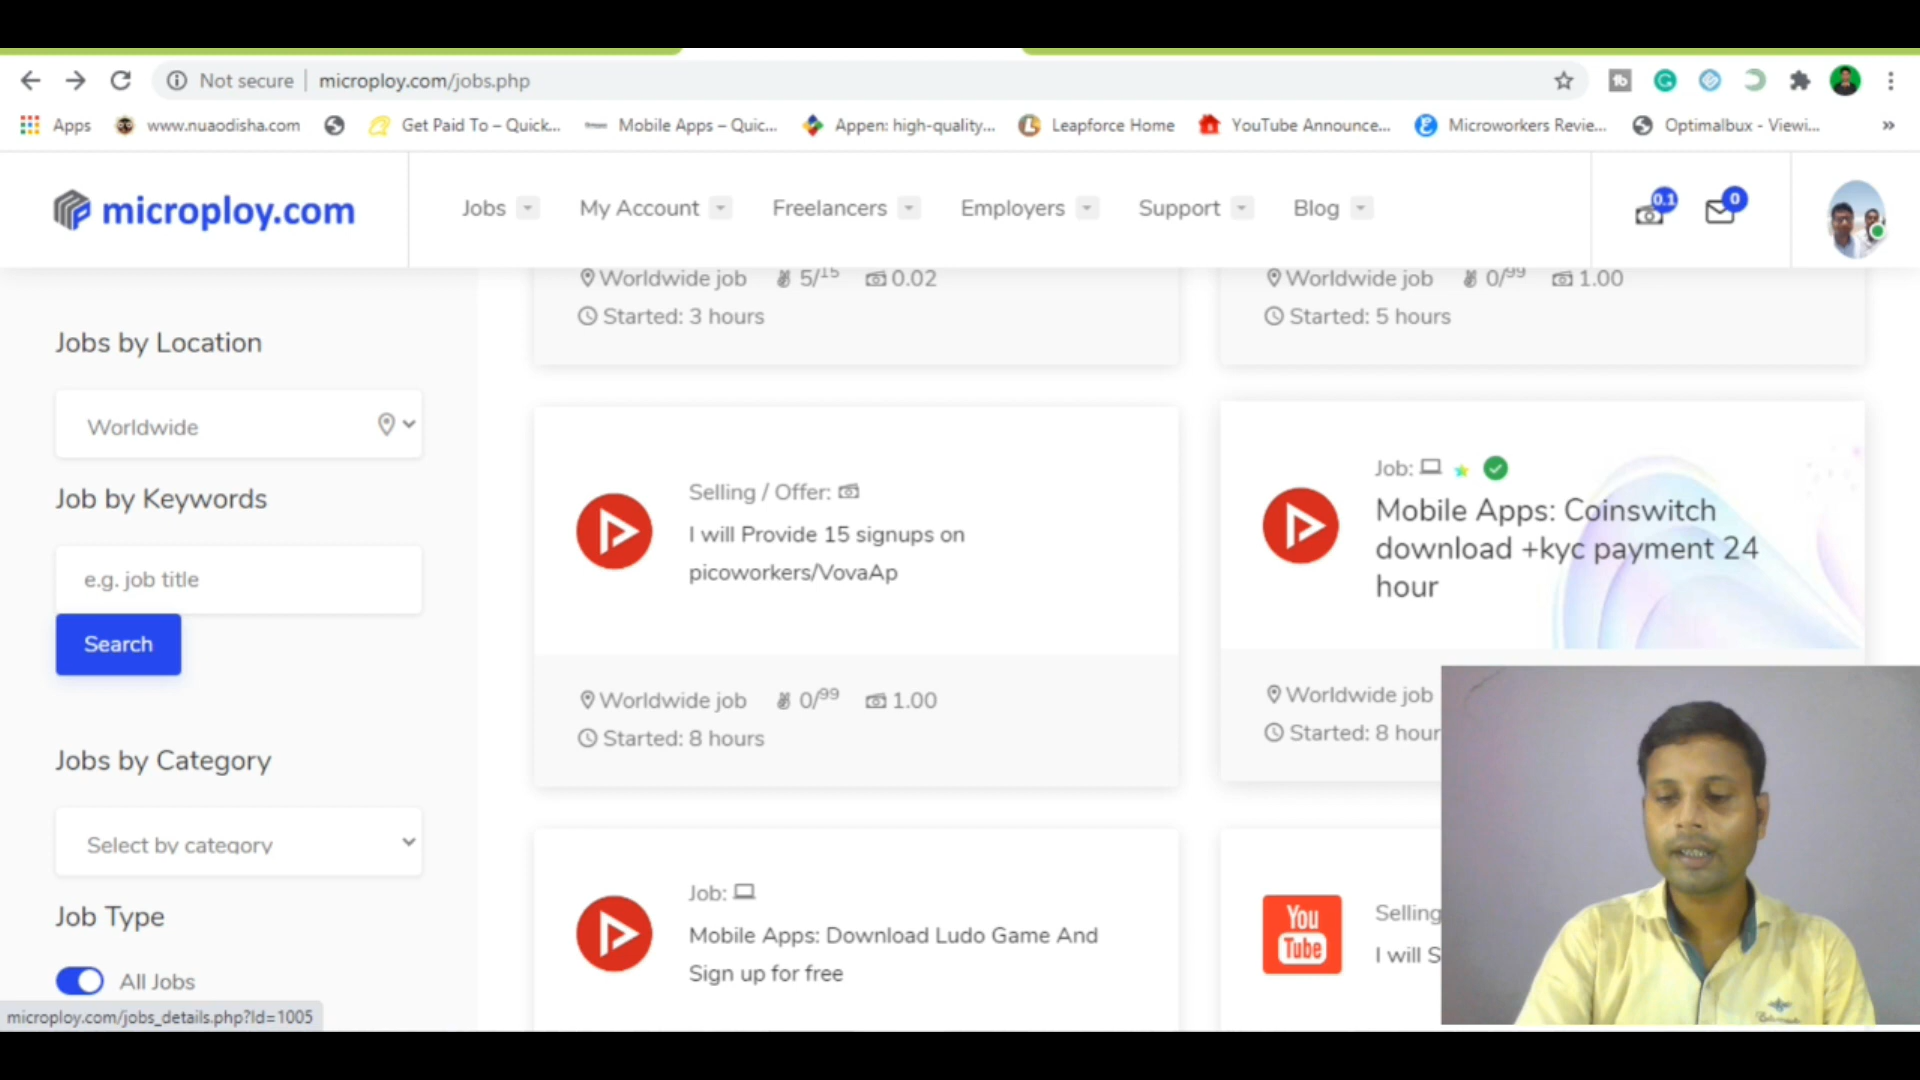 Not secure microploy.com/jobs.php
Apps www.nuaodisha.com Get Paid To – Quick... Mobile Apps – Quic... Appen: high-quality... Leapforce Home YouTube Announce... Microworkers Revie... Optimalbux - Viewi... »
microploy.com Jobs My Account Freelancers Employers Support Blog 0.1 0
Worldwide job 5/15 0.02
Started: 3 hours
Worldwide job 0/99 1.00
Started: 5 hours
Jobs by Location
Worldwide
Job by Keywords
e.g. job title
Search
Jobs by Category
Select by category
Job Type
All Jobs
Selling / Offer:
I will Provide 15 signups on
picoworkers/VovaAp
Worldwide job 0/99 1.00
Started: 8 hours
Job:
Mobile Apps: Coinswitch
download +kyc payment 24
hour
Worldwide job
Started: 8 hour
Job:
Mobile Apps: Download Ludo Game And
Sign up for free
You
Tube
Selling
I will S
microploy.com/jobs_details.php?Id=1005